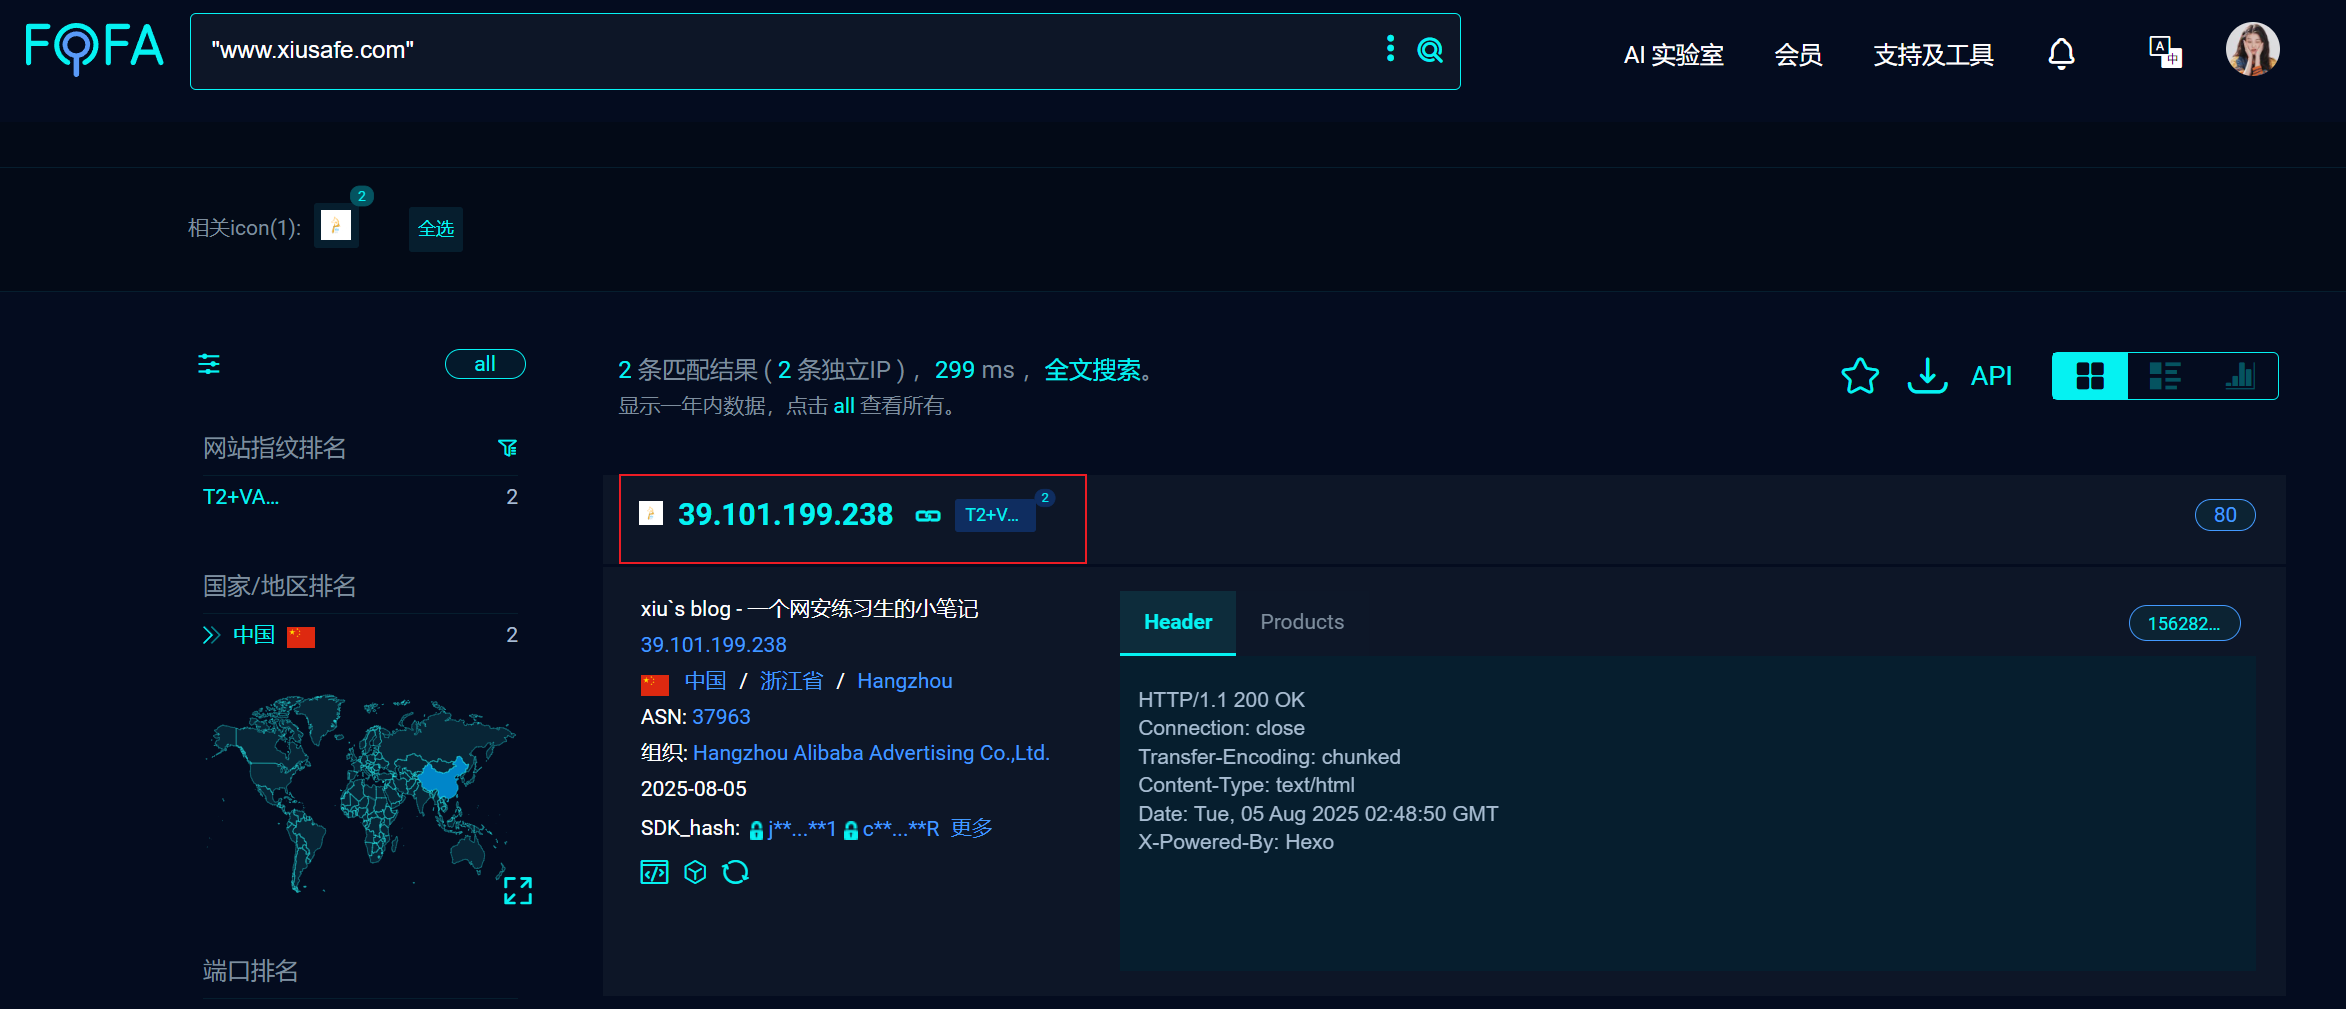 FOFA
"www.xiusafe.com"
AI 实验室
会员
支持及工具
A
中
相关icon(1):
2
全选
all
网站指纹排名
T2+VA...
2
国家/地区排名
中国
2
端口排名
2 条匹配结果 ( 2 条独立IP ) ，299 ms ，全文搜索。
显示一年内数据，点击 all 查看所有。
API
39.101.199.238
T2+V...
2
80
xiu`s blog - 一个网安练习生的小笔记
39.101.199.238
中国 / 浙江省 / Hangzhou
ASN: 37963
组织: Hangzhou Alibaba Advertising Co.,Ltd.
2025-08-05
SDK_hash: j**...**1 c**...**R 更多
Header
Products
156282...
HTTP/1.1 200 OK
Connection: close
Transfer-Encoding: chunked
Content-Type: text/html
Date: Tue, 05 Aug 2025 02:48:50 GMT
X-Powered-By: Hexo